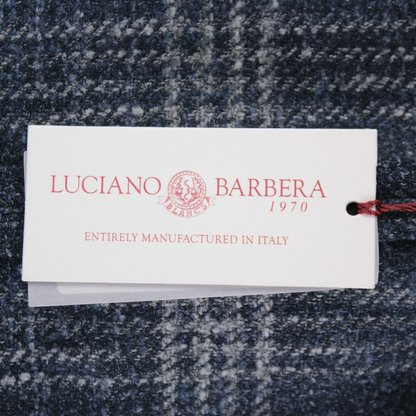 LUCIANO BARBERA
1970
ENTIRELY MANUFACTURED IN ITALY